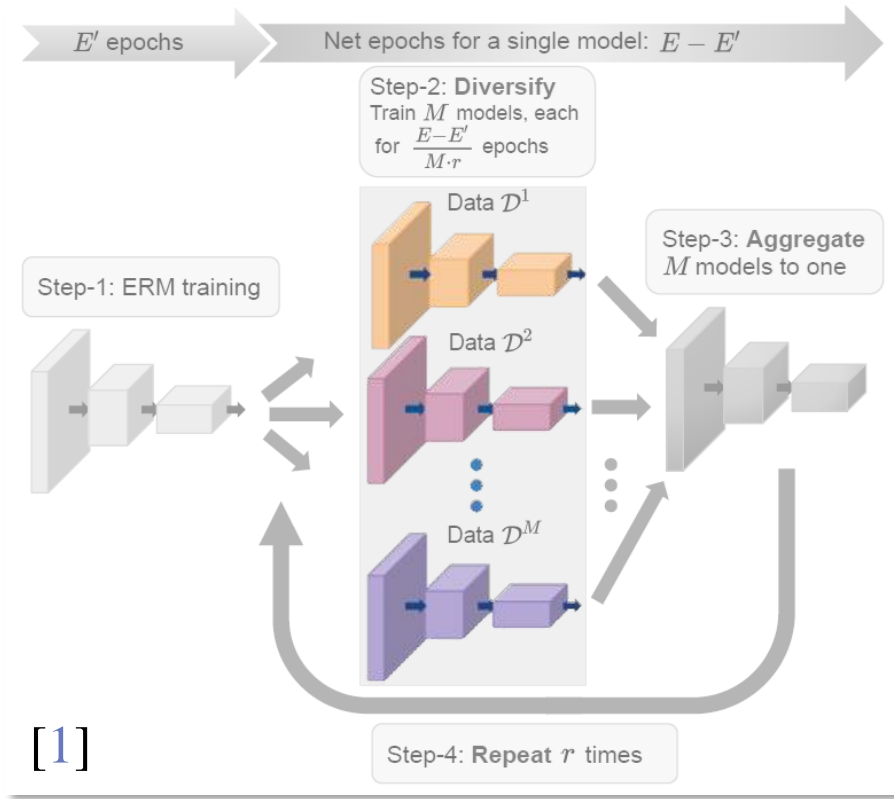 E′ epochs
Net epochs for a single model: E − E′
Step-2: Diversify
Train M models, each
for \frac{E−E′}{M·r} epochs
Data 𝒟¹
Step-3: Aggregate
M models to one
Step-1: ERM training
Data 𝒟²
Data 𝒟ᴹ
[1]
Step-4: Repeat r times